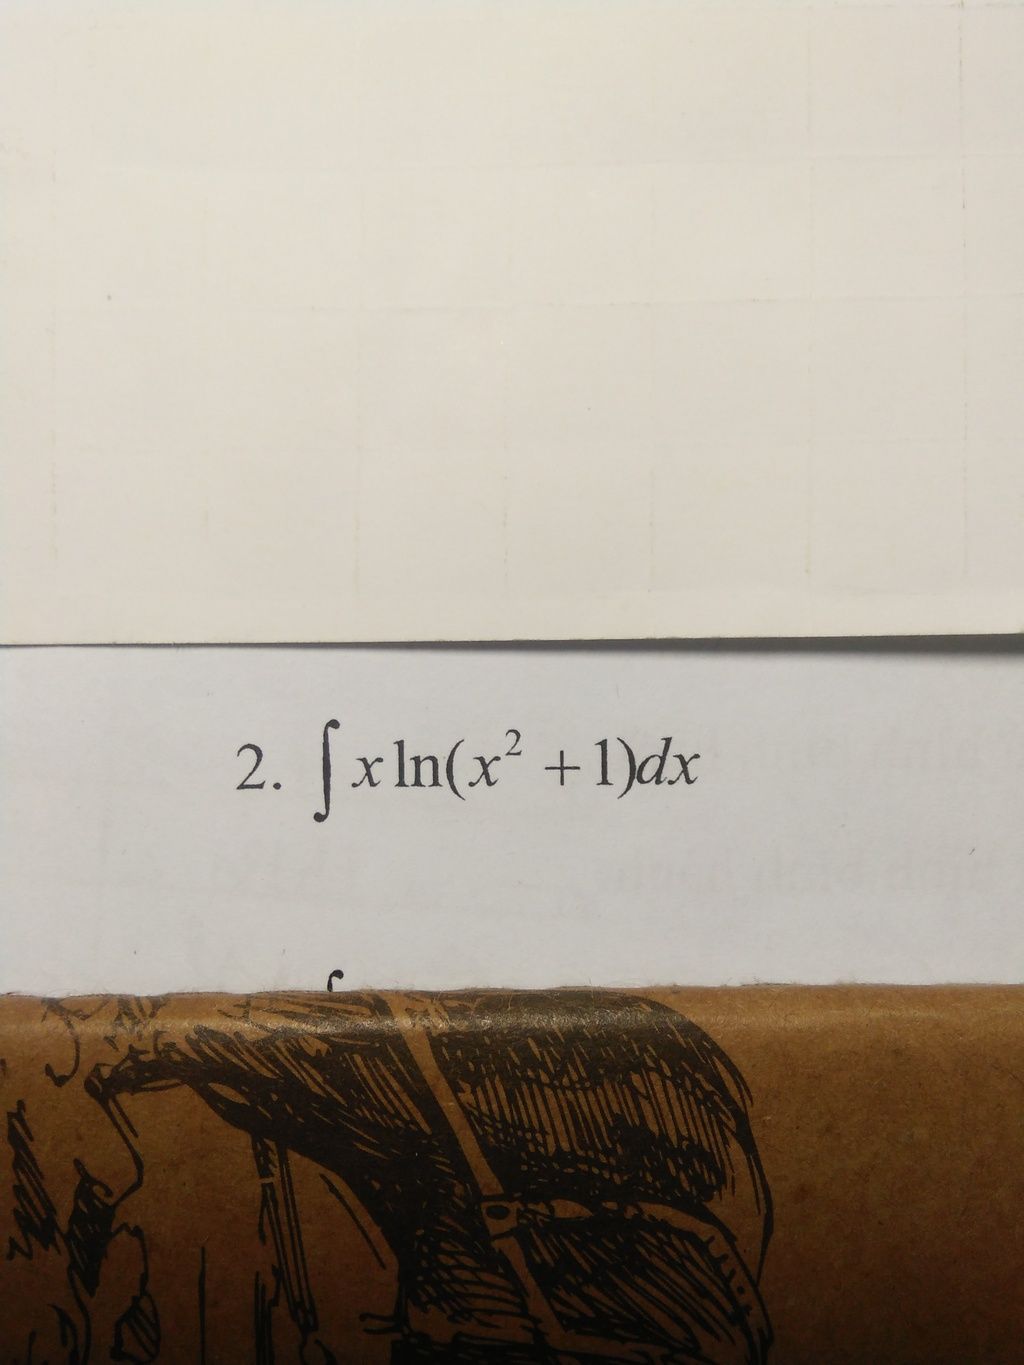 2. ∫ x ln(x² + 1)dx